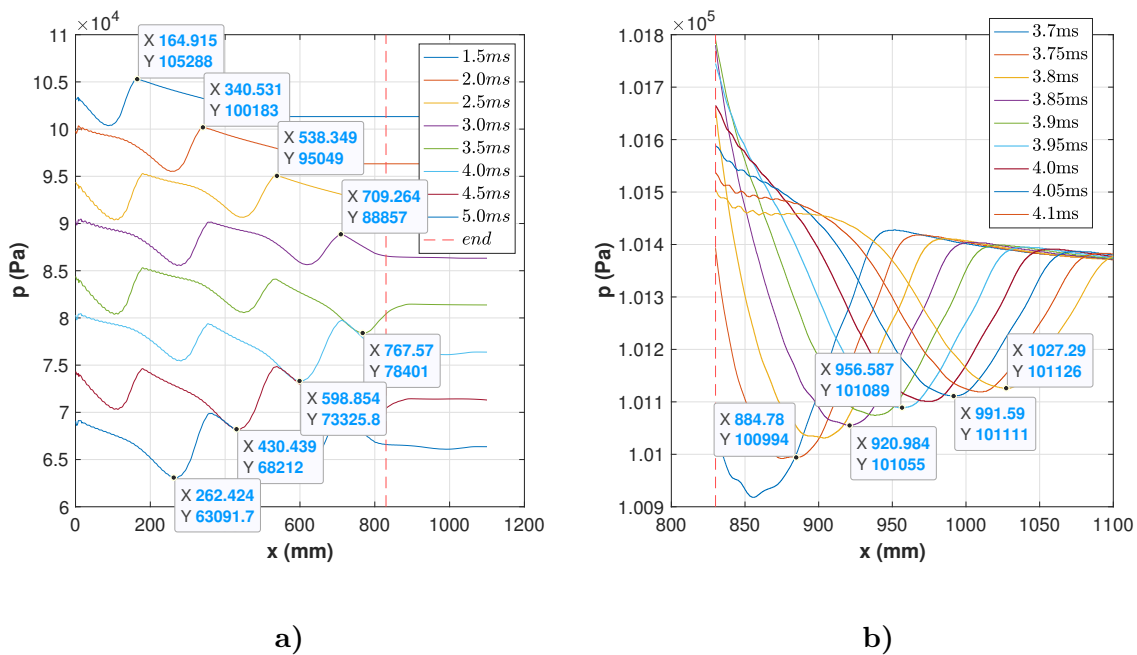 ×10⁴
11
10.5
10
9.5
9
8.5
8
7.5
7
6.5
6
p (Pa)
0
200
400
600
800
1000
1200
x (mm)
X 164.915
Y 105288
X 340.531
Y 100183
X 538.349
Y 95049
X 709.264
Y 88857
X 767.57
Y 78401
X 598.854
Y 73325.8
X 430.439
Y 68212
X 262.424
Y 63091.7
1.5ms
2.0ms
2.5ms
3.0ms
3.5ms
4.0ms
4.5ms
5.0ms
end
a)
×10⁵
1.018
1.017
1.016
1.015
1.014
1.013
1.012
1.011
1.01
1.009
p (Pa)
800
850
900
950
1000
1050
1100
x (mm)
3.7ms
3.75ms
3.8ms
3.85ms
3.9ms
3.95ms
4.0ms
4.05ms
4.1ms
X 884.78
Y 100994
X 956.587
Y 101089
X 920.984
Y 101055
X 991.59
Y 101111
X 1027.29
Y 101126
b)